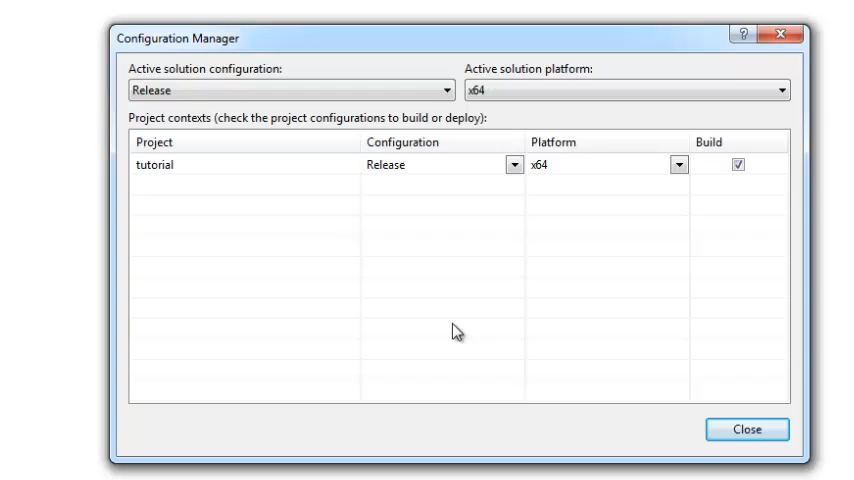 Configuration Manager
?
Active solution configuration: Active solution platform:
Release x64
Project contexts (check the project configurations to build or deploy):
Project Configuration Platform Build
tutorial Release x64
Close